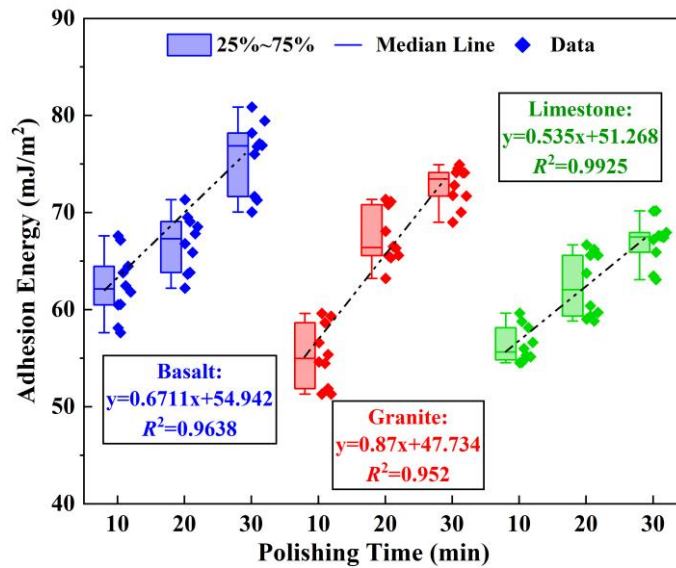 90
80
70
60
50
40
Adhesion Energy (mJ/m²)
25%~75% Median Line Data
Limestone:
y=0.535x+51.268
R²=0.9925
Basalt:
y=0.6711x+54.942
R²=0.9638
Granite:
y=0.87x+47.734
R²=0.952
10 20 30 10 20 30 10 20 30
Polishing Time (min)